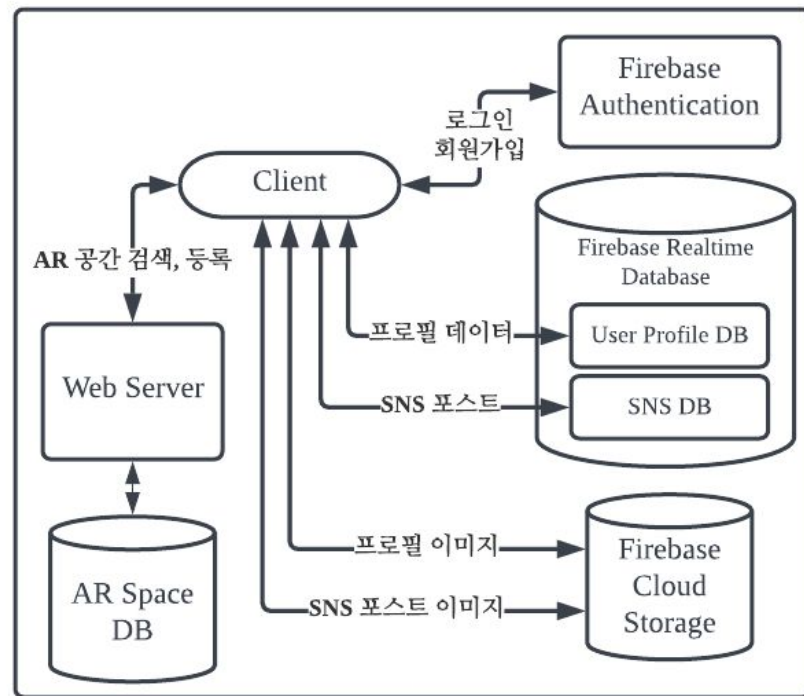 Firebase
Authentication
로그인
회원가입
Client
AR 공간 검색, 등록
Firebase Realtime
Database
프로필 데이터
User Profile DB
Web Server
SNS 포스트
SNS DB
프로필 이미지
Firebase
Cloud
Storage
AR Space
DB
SNS 포스트 이미지